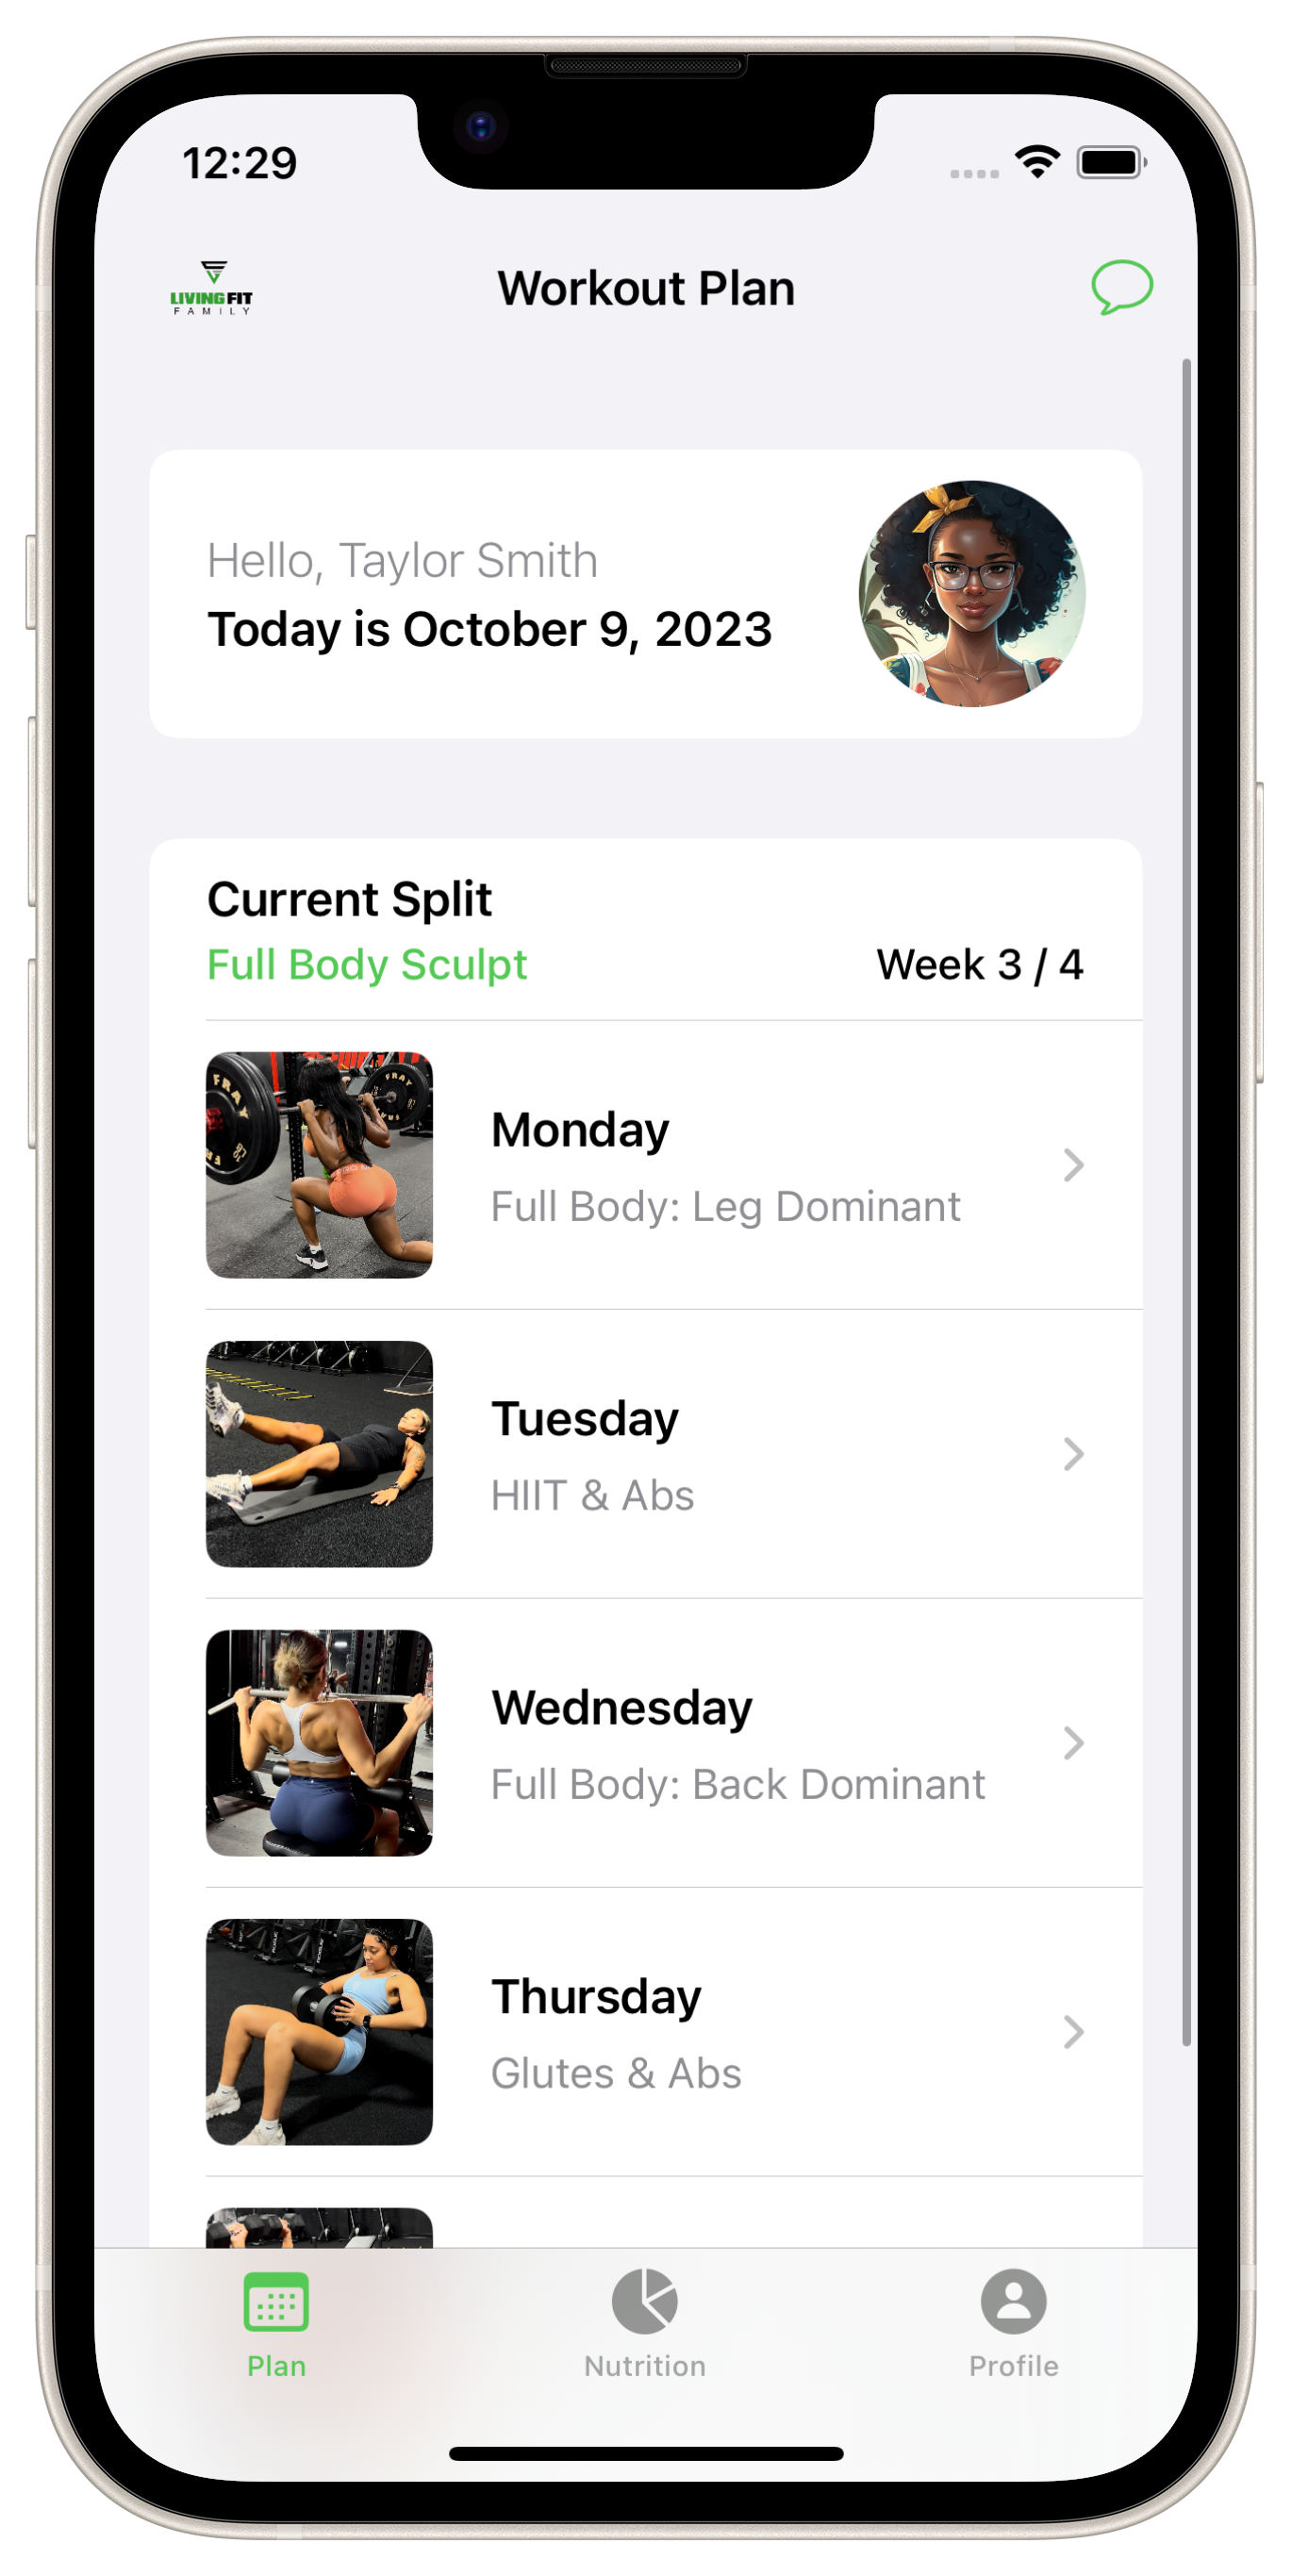 12:29
LIVING FIT
FAMILY
Workout Plan
Hello, Taylor Smith
Today is October 9, 2023
Current Split
Full Body Sculpt
Week 3 / 4
FRAY
FRAY
Monday
Full Body: Leg Dominant
Tuesday
HIIT & Abs
Wednesday
Full Body: Back Dominant
Thursday
Glutes & Abs
Plan
Nutrition
Profile